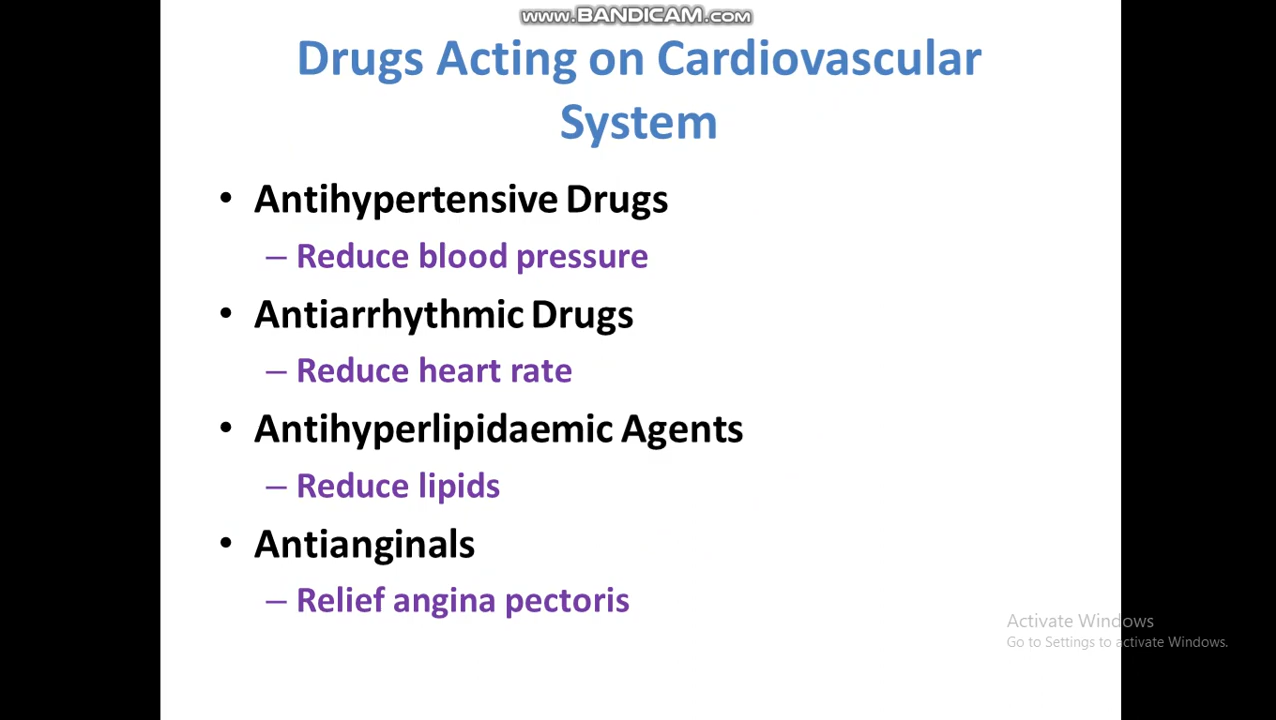 www.BANDICAM.com
Drugs Acting on Cardiovascular
System
• Antihypertensive Drugs
– Reduce blood pressure
• Antiarrhythmic Drugs
– Reduce heart rate
• Antihyperlipidaemic Agents
– Reduce lipids
• Antianginals
– Relief angina pectoris
Activate Windows
Go to Settings to activate Windows.